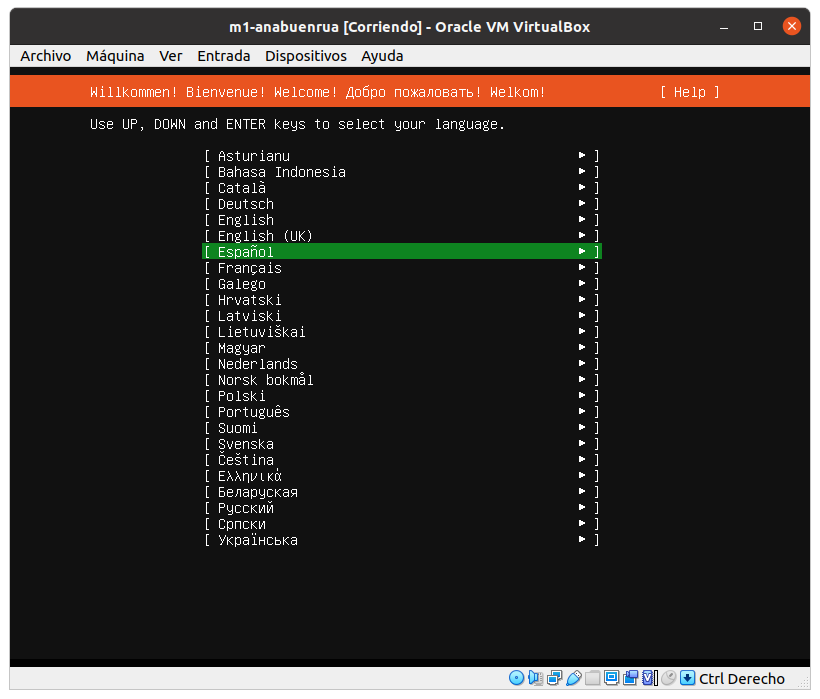 m1-anabuenrua [Corriendo] - Oracle VM VirtualBox
Archivo Máquina Ver Entrada Dispositivos Ayuda
Willkommen! Bienvenue! Welcome! Добро пожаловать! Welkom! [ Help ]
Use UP, DOWN and ENTER keys to select your language.
[ Asturianu ▸ ]
[ Bahasa Indonesia ▸ ]
[ Català ▸ ]
[ Deutsch ▸ ]
[ English ▸ ]
[ English (UK) ▸ ]
[ Español ▸ ]
[ Français ▸ ]
[ Galego ▸ ]
[ Hrvatski ▸ ]
[ Latviski ▸ ]
[ Lietuviškai ▸ ]
[ Magyar ▸ ]
[ Nederlands ▸ ]
[ Norsk bokmål ▸ ]
[ Polski ▸ ]
[ Português ▸ ]
[ Suomi ▸ ]
[ Svenska ▸ ]
[ Čeština ▸ ]
[ Ελληνικά ▸ ]
[ Беларуская ▸ ]
[ Русский ▸ ]
[ Српски ▸ ]
[ Українська ▸ ]
Ctrl Derecho